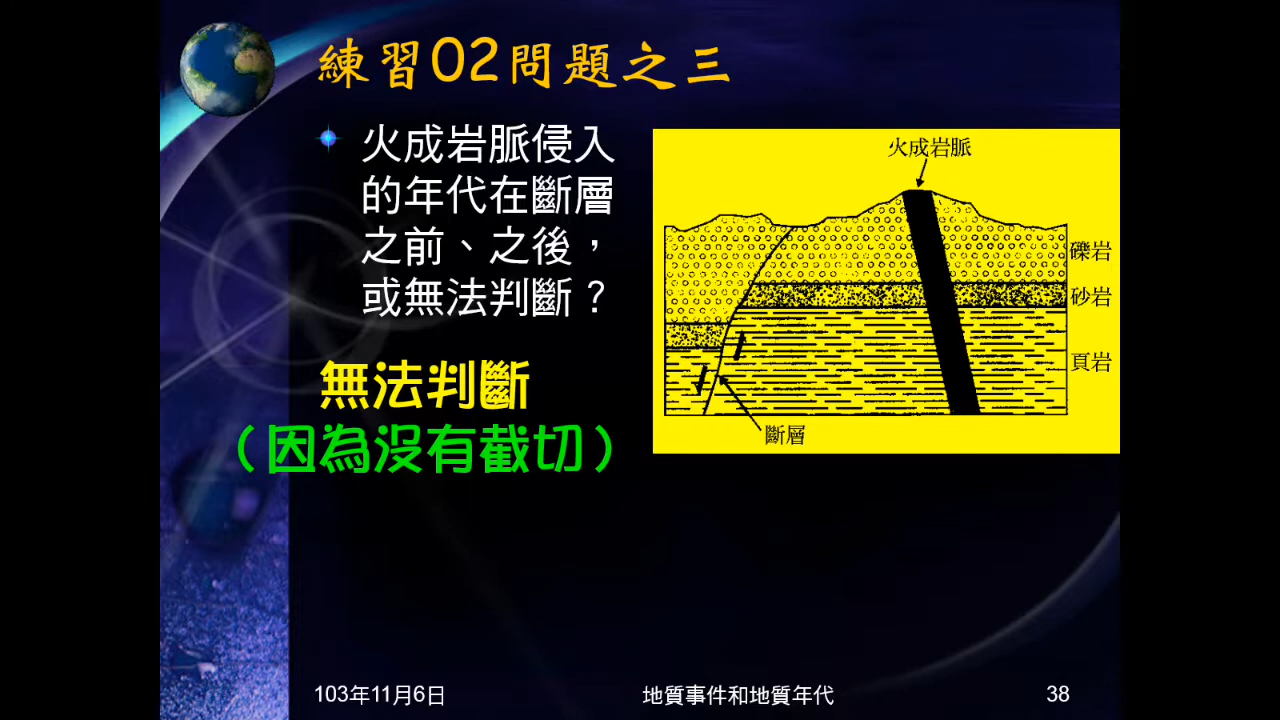 練習02問題之三
火成岩脈侵入
的年代在斷層
之前、之後，
或無法判斷？
無法判斷
（因為沒有截切）
火成岩脈
礫岩
砂岩
頁岩
斷層
103年11月6日
地質事件和地質年代
38